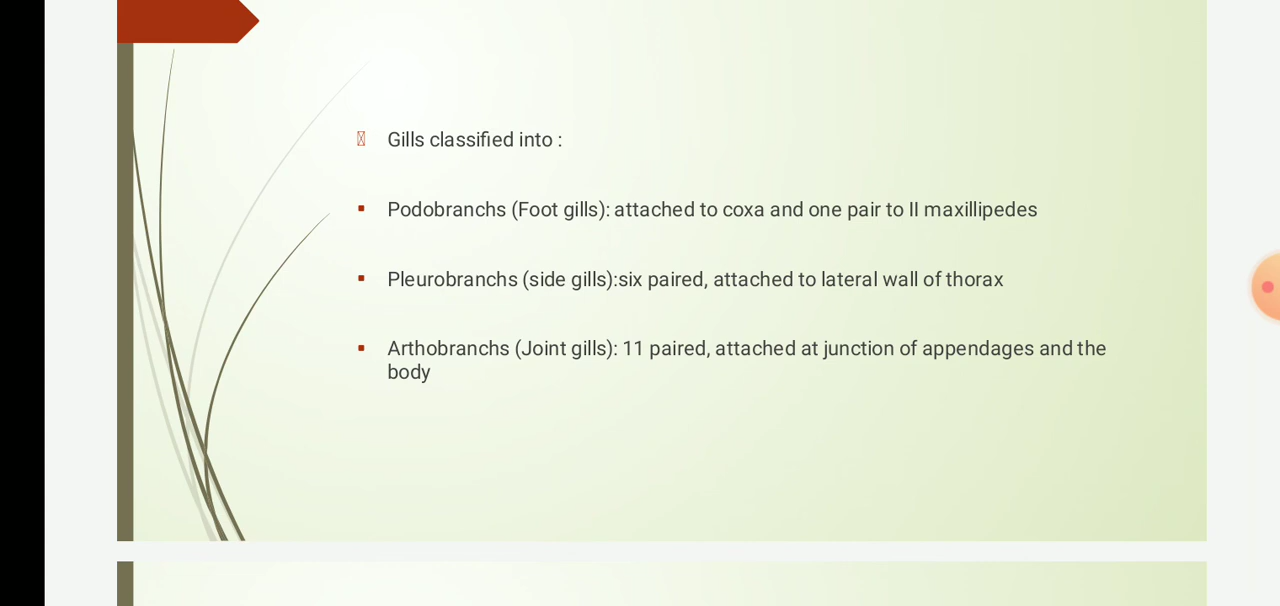 Gills classified into :
Podobranchs (Foot gills): attached to coxa and one pair to II maxillipedes
Pleurobranchs (side gills):six paired, attached to lateral wall of thorax
Arthobranchs (Joint gills): 11 paired, attached at junction of appendages and the
body